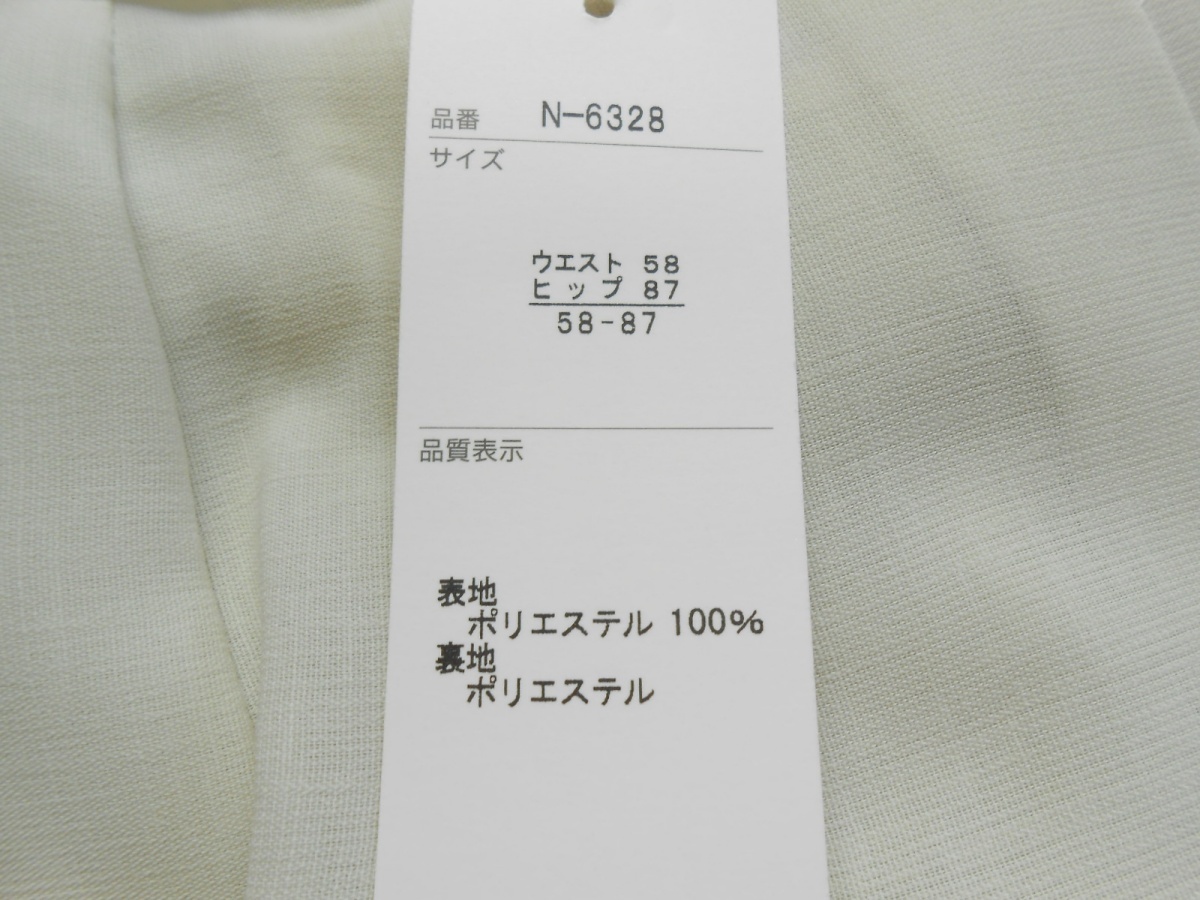 品番 N-6328
サイズ
ウエスト 58
ヒップ 87
58-87
品質表示
表地
ポリエステル 100%
裏地
ポリエステル